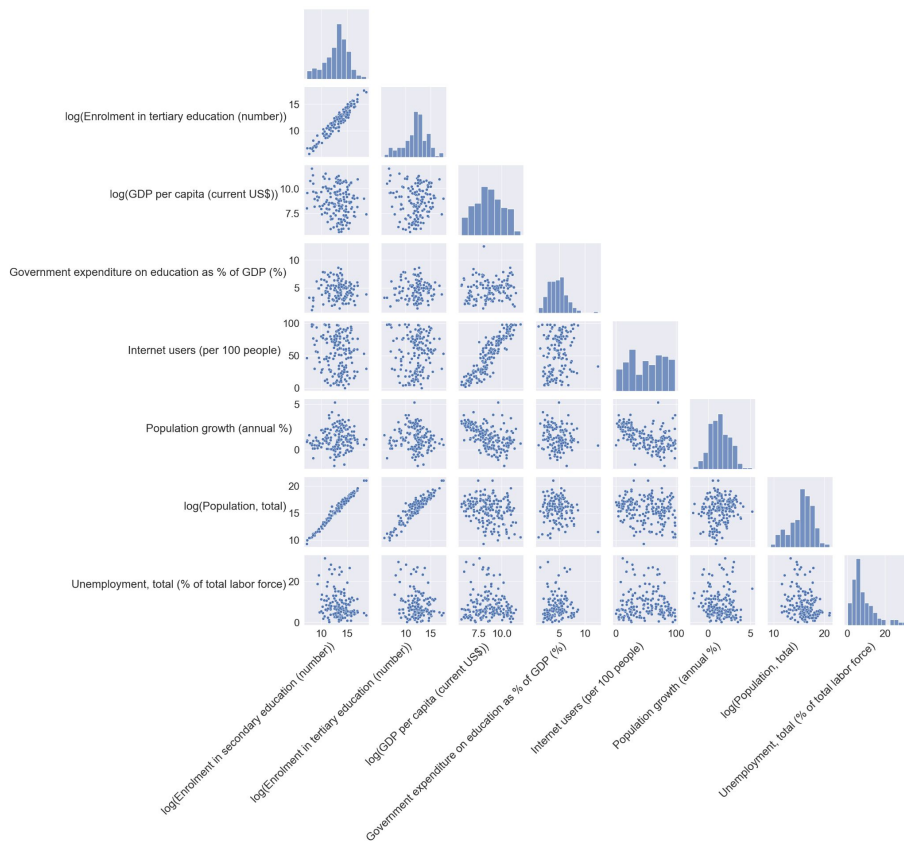 log(Enrolment in tertiary education (number))
15
10
log(GDP per capita (current US$))
10.0
7.5
Government expenditure on education as % of GDP (%)
10
5
Internet users (per 100 people)
100
50
0
Population growth (annual %)
5
0
log(Population, total)
20
15
10
Unemployment, total (% of total labor force)
20
0
10 15 10 15 7.5 10.0 5 10 0 100 0 5 10 20 0 20
log(Enrolment in secondary education (number))
log(Enrolment in tertiary education (number))
log(GDP per capita (current US$))
Government expenditure on education as % of GDP (%)
Internet users (per 100 people)
Population growth (annual %)
log(Population, total)
Unemployment, total (% of total labor force)